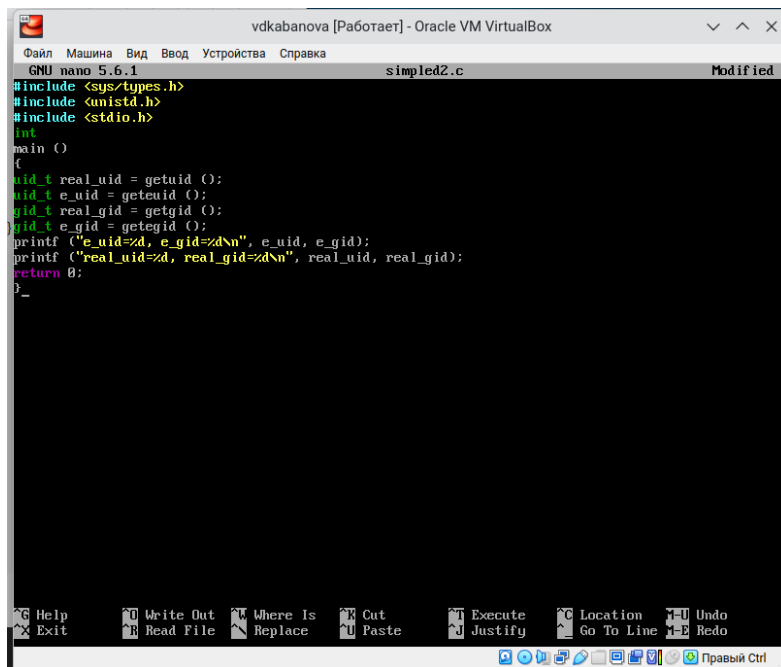 vdkabanova [Работает] - Oracle VM VirtualBox
Файл Машина Вид Ввод Устройства Справка
GNU nano 5.6.1 simpled2.c Modified
#include <sys/types.h>
#include <unistd.h>
#include <stdio.h>
int
main ()
{
uid_t real_uid = getuid ();
uid_t e_uid = geteuid ();
gid_t real_gid = getgid ();
gid_t e_gid = getegid ();
printf ("e_uid=%d, e_gid=%d\n", e_uid, e_gid);
printf ("real_uid=%d, real_gid=%d\n", real_uid, real_gid);
return 0;
}
^G Help ^O Write Out ^W Where Is ^K Cut ^T Execute ^C Location M-U Undo
^X Exit ^R Read File ^\ Replace ^U Paste ^J Justify ^_ Go To Line M-E Redo
Правый Ctrl